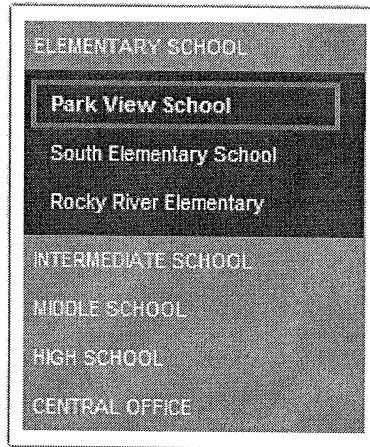 ELEMENTARY SCHOOL
Park View School
South Elementary School
Rocky River Elementary
INTERMEDIATE SCHOOL
MIDDLE SCHOOL
HIGH SCHOOL
CENTRAL OFFICE